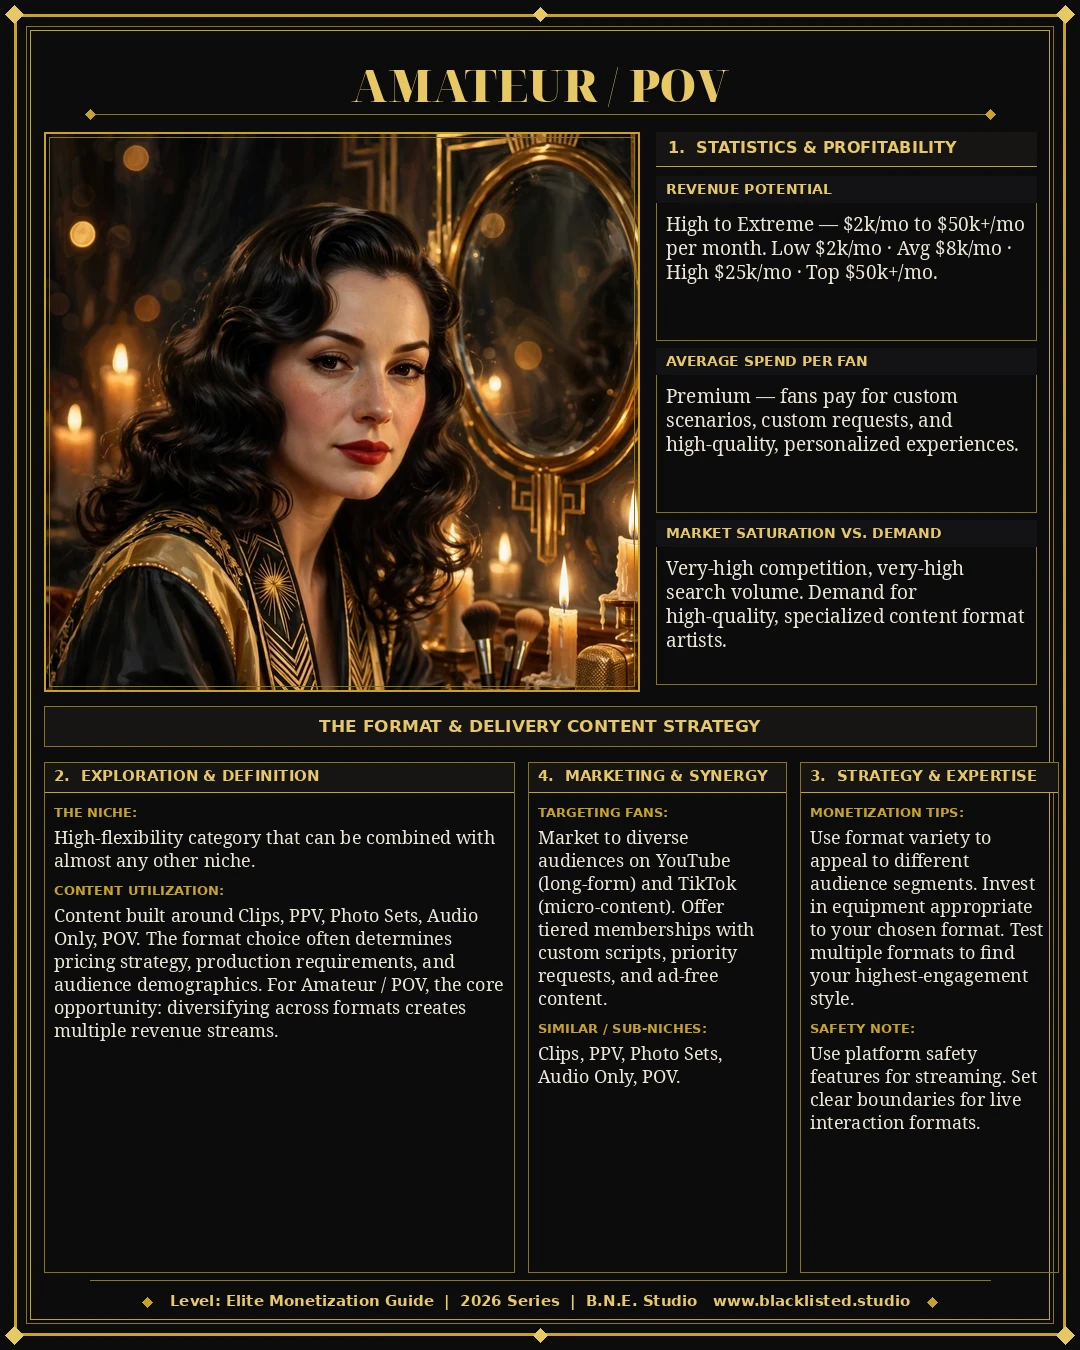 AMATEUR / POV
1. STATISTICS & PROFITABILITY
REVENUE POTENTIAL
High to Extreme — $2k/mo to $50k+/mo
per month. Low $2k/mo · Avg $8k/mo ·
High $25k/mo · Top $50k+/mo.
AVERAGE SPEND PER FAN
Premium — fans pay for custom
scenarios, custom requests, and
high-quality, personalized experiences.
MARKET SATURATION VS. DEMAND
Very-high competition, very-high
search volume. Demand for
high-quality, specialized content format
artists.
THE FORMAT & DELIVERY CONTENT STRATEGY
2. EXPLORATION & DEFINITION
THE NICHE:
High-flexibility category that can be combined with
almost any other niche.
CONTENT UTILIZATION:
Content built around Clips, PPV, Photo Sets, Audio
Only, POV. The format choice often determines
pricing strategy, production requirements, and
audience demographics. For Amateur / POV, the core
opportunity: diversifying across formats creates
multiple revenue streams.
4. MARKETING & SYNERGY
TARGETING FANS:
Market to diverse
audiences on YouTube
(long-form) and TikTok
(micro-content). Offer
tiered memberships with
custom scripts, priority
requests, and ad-free
content.
SIMILAR / SUB-NICHES:
Clips, PPV, Photo Sets,
Audio Only, POV.
3. STRATEGY & EXPERTISE
MONETIZATION TIPS:
Use format variety to
appeal to different
audience segments. Invest
in equipment appropriate
to your chosen format. Test
multiple formats to find
your highest-engagement
style.
SAFETY NOTE:
Use platform safety
features for streaming. Set
clear boundaries for live
interaction formats.
Level: Elite Monetization Guide | 2026 Series | B.N.E. Studio www.blacklisted.studio